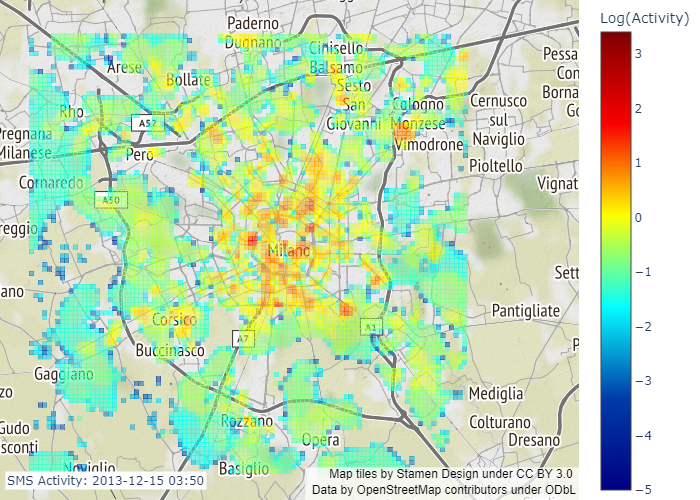 Paderno
Dugnano
Cinisello
Balsamo
Arese
Bollate
Sesto
San
Giovanni
Cologno
Monzese
Vimodrone
Cernusco
sul
Naviglio
Pioltello
Pessa
Con
Borna
Go
Rho
A52
Pregnana
Milanese
Pero
Cornaredo
A50
Vignat
reggio
Milano
Sett
ano
Pantigliate
Corsico
A7
A1
Buccinasco
P
Gaggiano
zo
Mediglia
Rozzano
Colturano
Dresano
Gudo
sconti
Opera
Noviglio
Basiglio
SMS Activity: 2013-12-15 03:50
Map tiles by Stamen Design under CC BY 3.0
Data by OpenStreetMap contributors under ODbL
Log(Activity)
3
2
1
0
−1
−2
−3
−4
−5